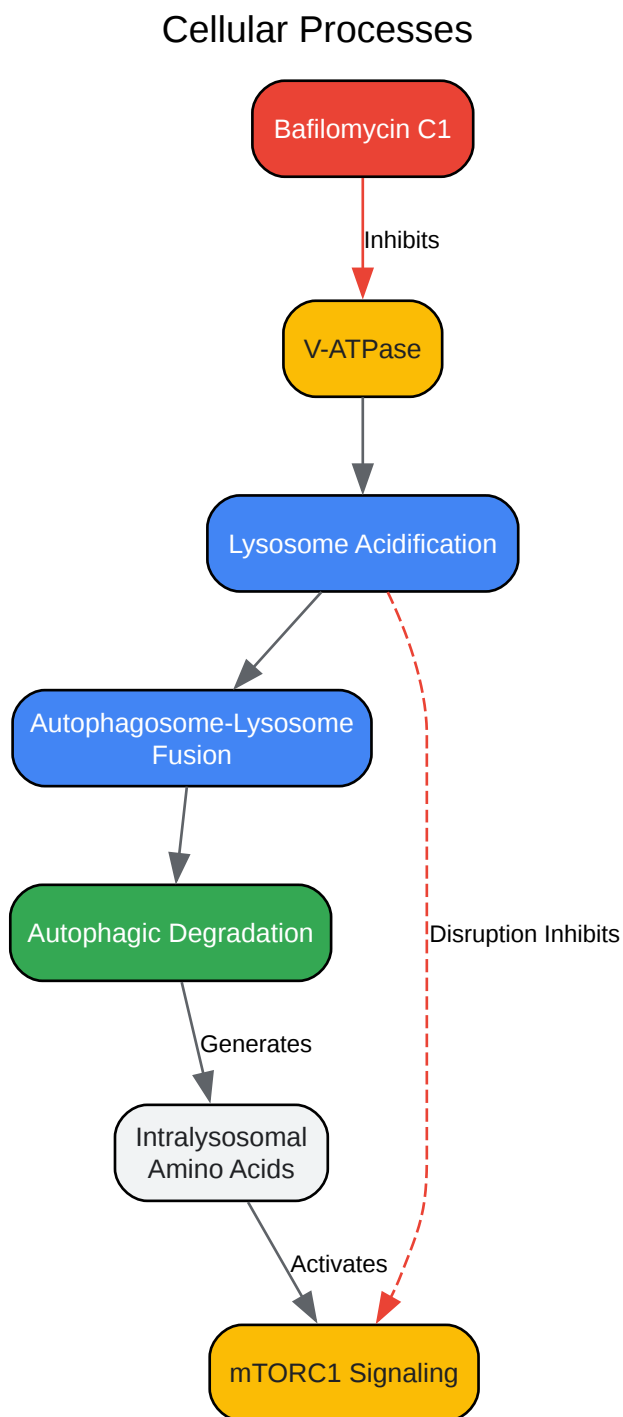 Cellular Processes
Bafilomycin C1
Inhibits
V-ATPase
Lysosome Acidification
Autophagosome-Lysosome
Fusion
Autophagic Degradation
Disruption Inhibits
Generates
Intralysosomal
Amino Acids
Activates
mTORC1 Signaling